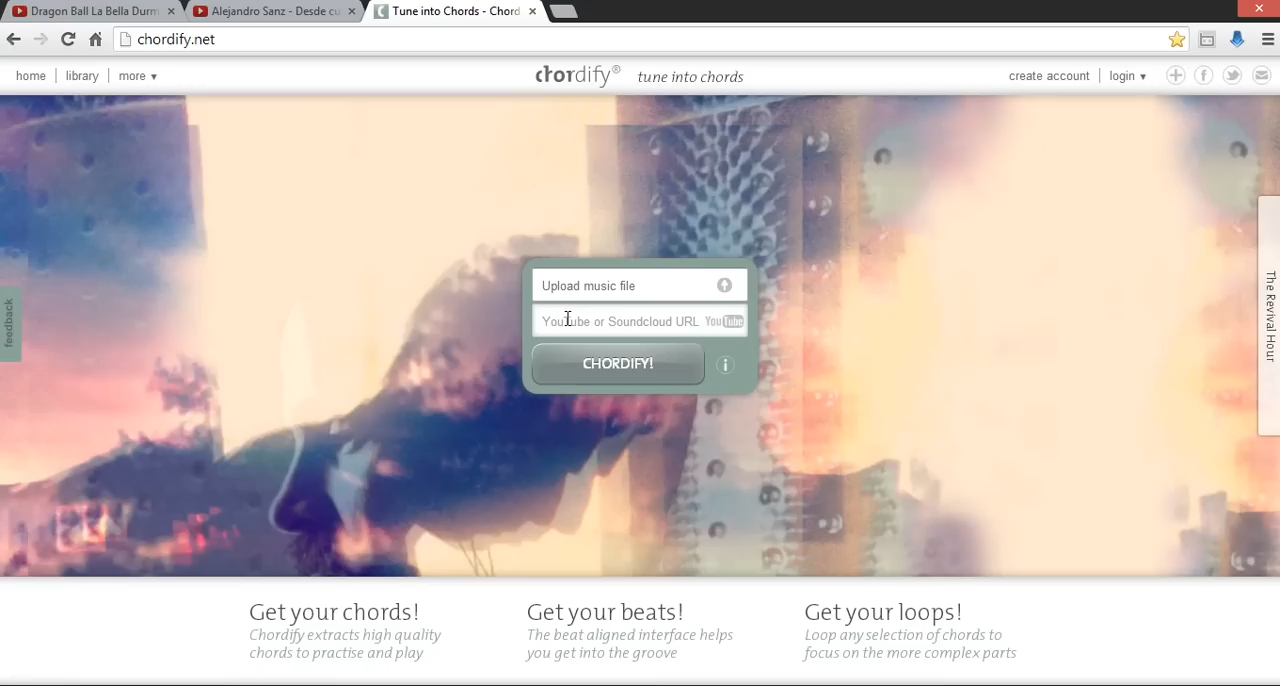 Dragon Ball La Bella Durm
Alejandro Sanz - Desde cu
Tune into Chords - Chord
chordify.net
home
library
more ▾
chordify® tune into chords
create account
login ▾
feedback
The Revival Hour
Upload music file
YouTube or Soundcloud URL YouTube
CHORDIFY!
Get your chords!
Chordify extracts high quality
chords to practise and play
Get your beats!
The beat aligned interface helps
you get into the groove
Get your loops!
Loop any selection of chords to
focus on the more complex parts